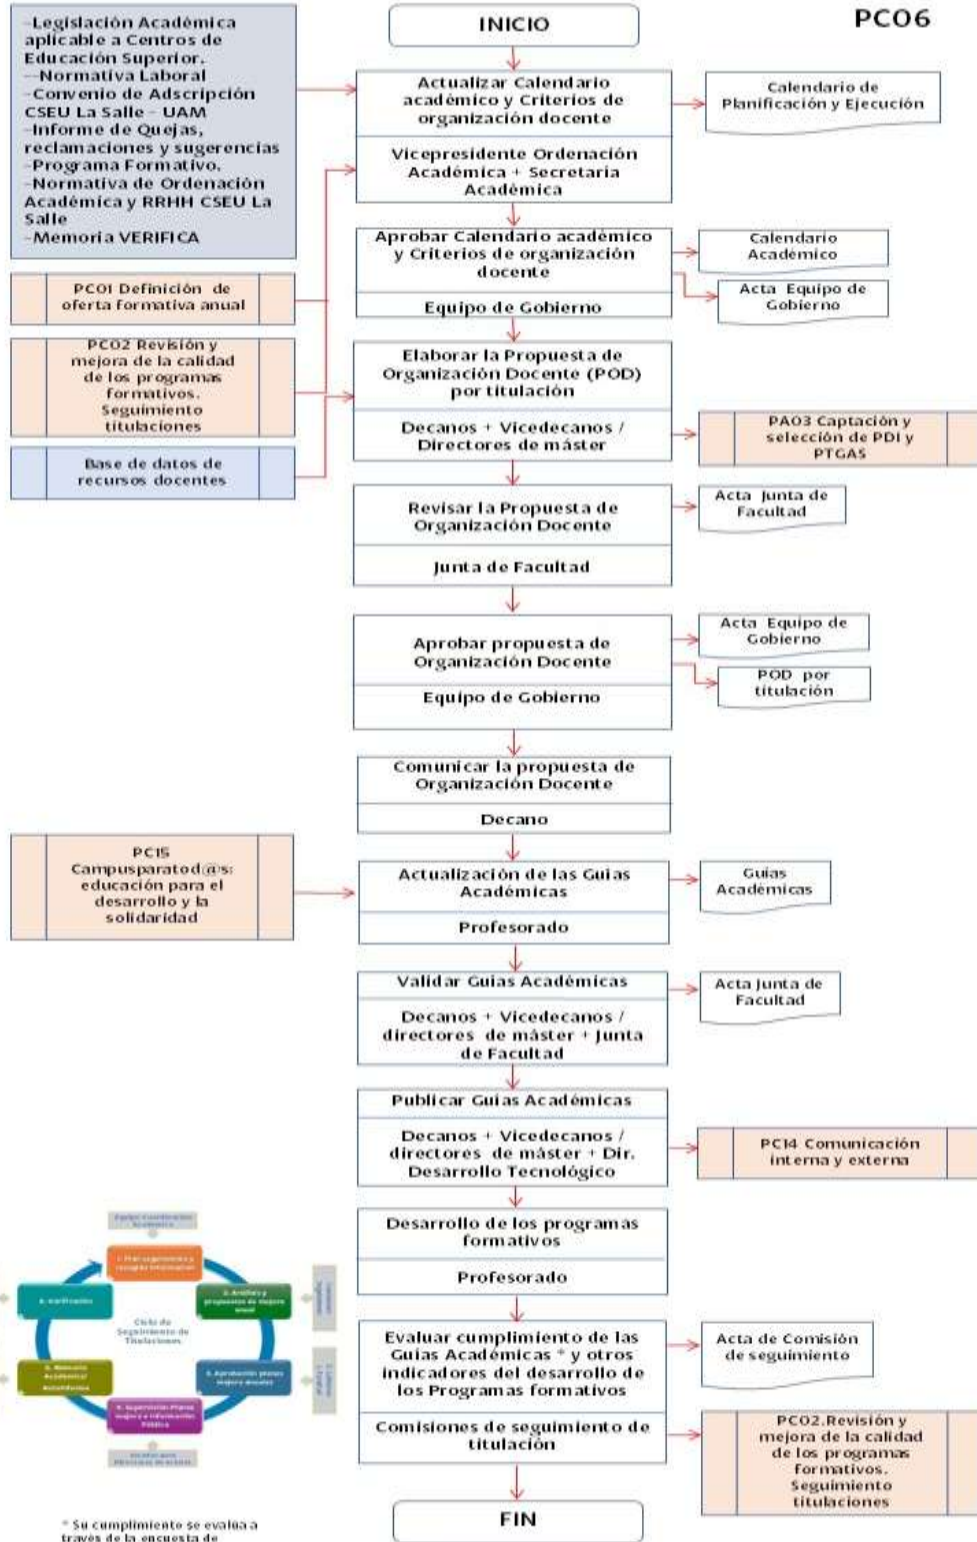 PC06
INICIO
-Legislación Académica
aplicable a Centros de
Educación Superior.
--Normativa Laboral
-Convenio de Adscripción
CSEU La Salle - UAM
-Informe de Quejas,
reclamaciones y sugerencias
-Programa Formativo.
-Normativa de Ordenación
Académica y RRHH CSEU La
Salle
-Memoria VERIFICA
Actualizar Calendario
académico y Criterios de
organización docente
Vicepresidente Ordenación
Académica + Secretaria
Académica
Calendario de
Planificación y Ejecución
Aprobar Calendario académico
y Criterios de organización
docente
Equipo de Gobierno
Calendario
Académico
Acta Equipo de
Gobierno
PC01 Definición de
oferta formativa anual
PC02 Revisión y
mejora de la calidad
de los programas
formativos.
Seguimiento
titulaciones
Base de datos de
recursos docentes
Elaborar la Propuesta de
Organización Docente (POD)
por titulación
Decanos + Vicedecanos /
Directores de máster
PA03 Captación y
selección de PDI y
PTGAS
Revisar la Propuesta de
Organización Docente
Junta de Facultad
Acta Junta de
Facultad
Aprobar propuesta de
Organización Docente
Equipo de Gobierno
Acta Equipo de
Gobierno
POD por
titulación
Comunicar la propuesta de
Organización Docente
Decano
PC15
Campusparatod@s:
educación para el
desarrollo y la
solidaridad
Actualización de las Guías
Académicas
Profesorado
Guías
Académicas
Validar Guías Académicas
Decanos + Vicedecanos /
directores de máster + Junta
de Facultad
Acta Junta de
Facultad
Publicar Guías Académicas
Decanos + Vicedecanos /
directores de máster + Dir.
Desarrollo Tecnológico
PC14 Comunicación
interna y externa
Desarrollo de los programas
formativos
Profesorado
Evaluar cumplimiento de las
Guías Académicas * y otros
indicadores del desarrollo de
los Programas formativos
Comisiones de seguimiento de
titulación
Acta de Comisión
de seguimiento
PC02.Revisión y
mejora de la calidad
de los programas
formativos.
Seguimiento
titulaciones
FIN
Ciclo de
Seguimiento de
Titulaciones
* Su cumplimiento se evalúa a
través de la encuesta de